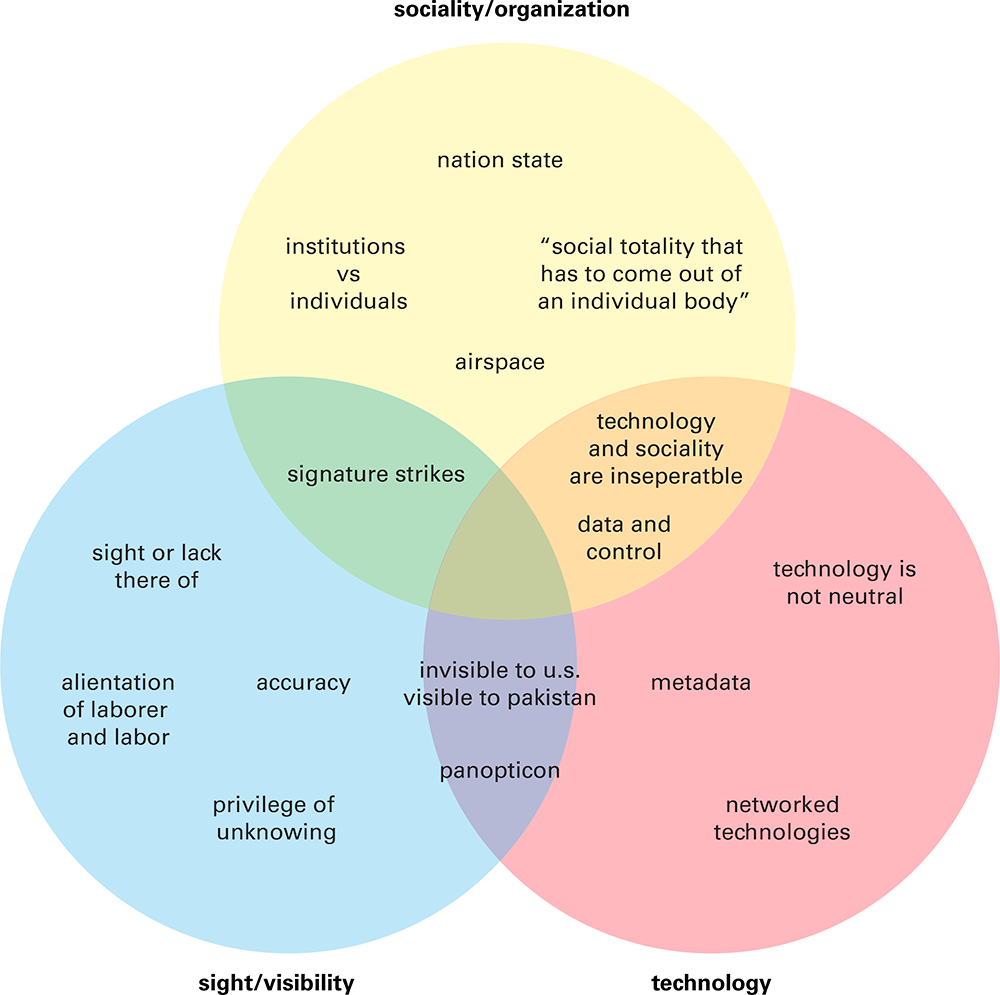 sociality/organization
nation state
institutions
vs
individuals
“social totality that
has to come out of
an individual body”
airspace
technology
and sociality
are inseperatble
signature strikes
data and
control
sight or lack
there of
technology is
not neutral
invisible to u.s.
visible to pakistan
alientation
of laborer
and labor
accuracy
metadata
panopticon
privilege of
unknowing
networked
technologies
sight/visibility
technology